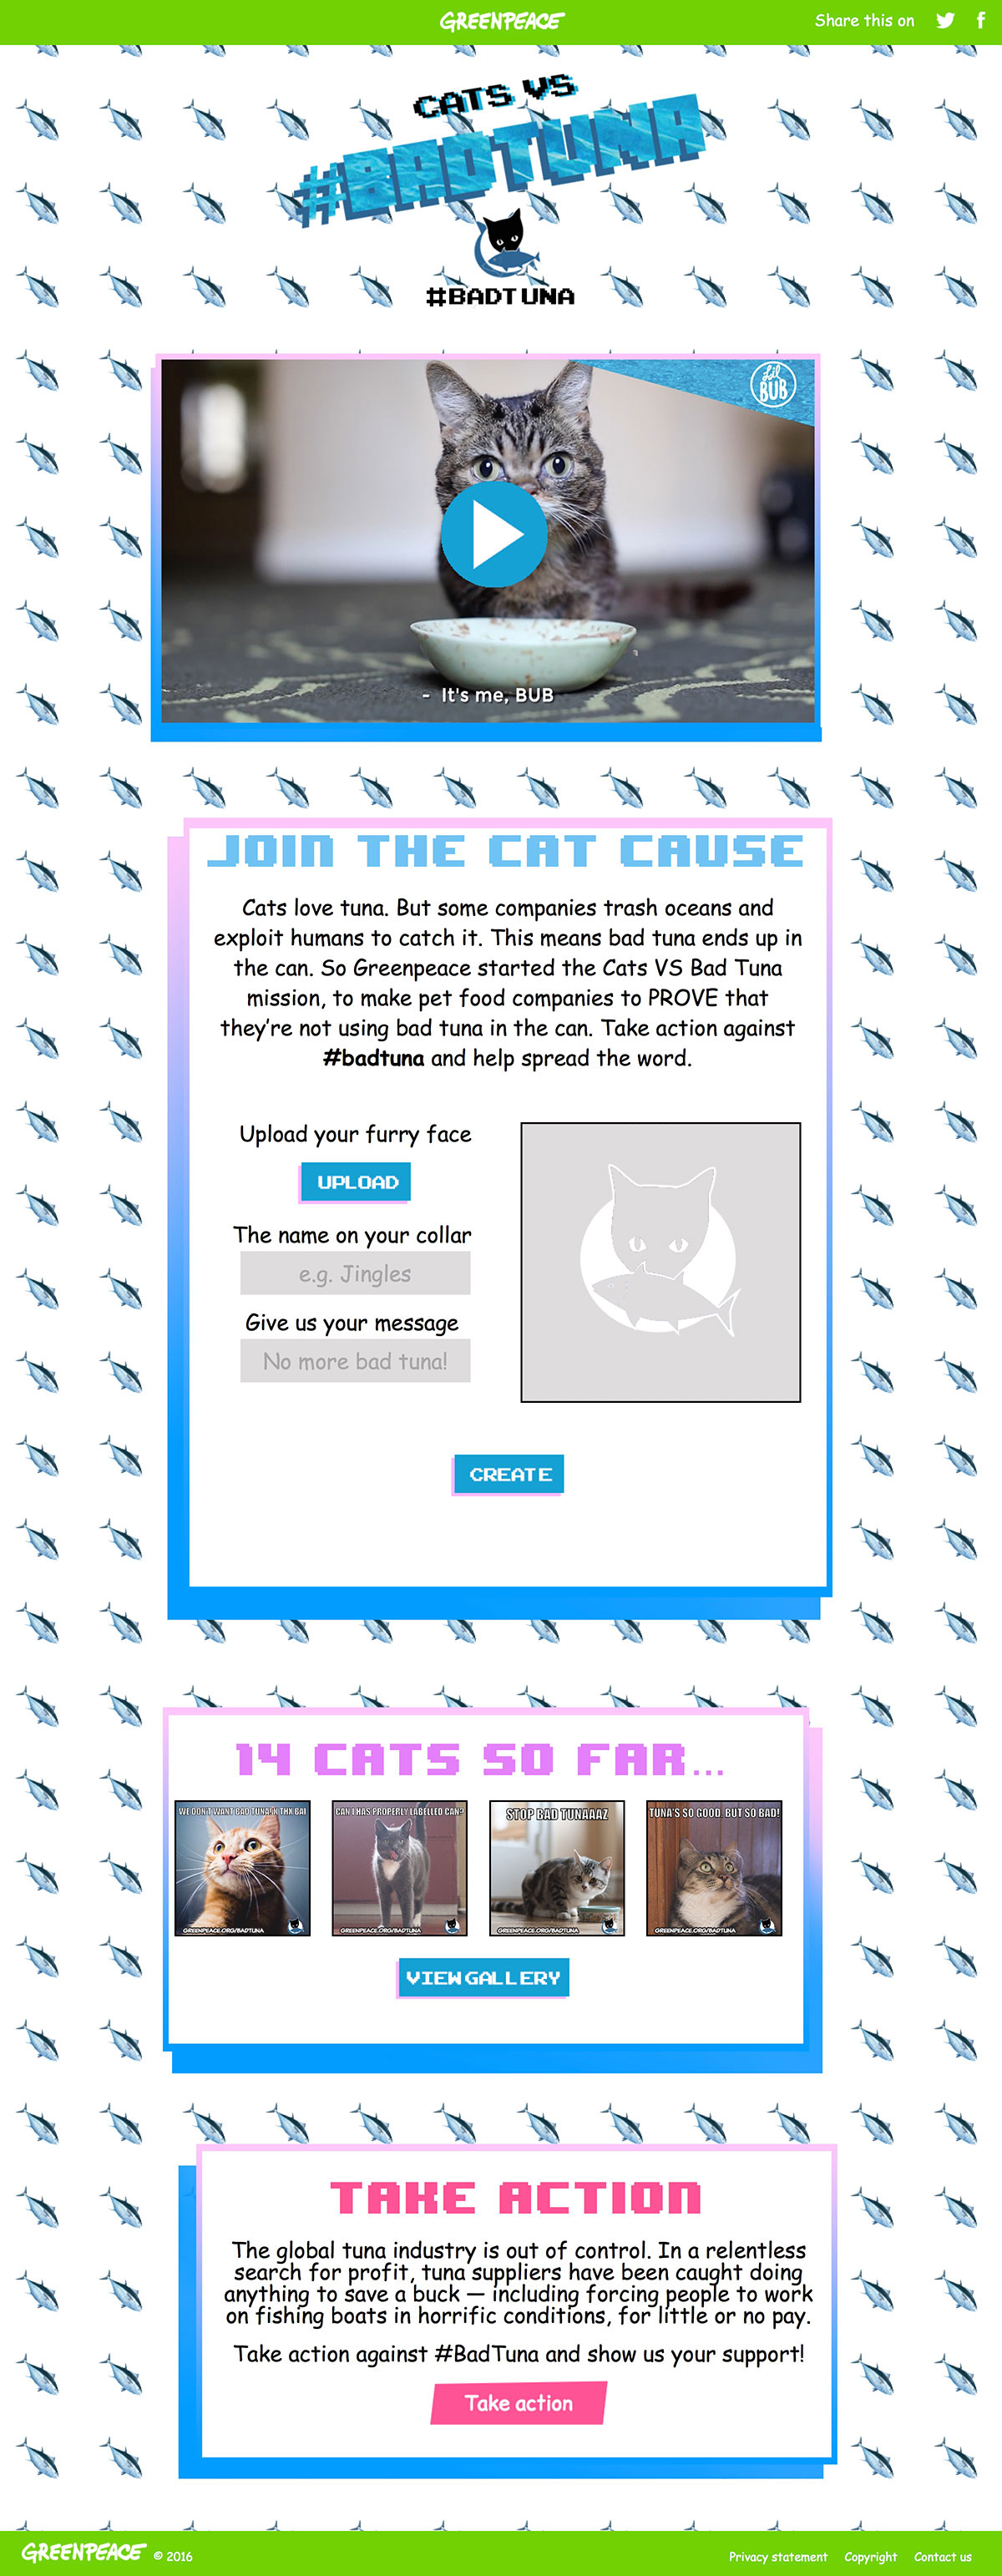 GREENPEACE
Share this on
CATS VS
#BADTUNA
#BADTUNA
Lil
BUB
- It's me, BUB
JOIN THE CAT CAUSE
Cats love tuna. But some companies trash oceans and
exploit humans to catch it. This means bad tuna ends up in
the can. So Greenpeace started the Cats VS Bad Tuna
mission, to make pet food companies to PROVE that
they're not using bad tuna in the can. Take action against
#badtuna and help spread the word.
Upload your furry face
UPLOAD
The name on your collar
e.g. Jingles
Give us your message
No more bad tuna!
CREATE
14 CATS SO FAR...
WE DON'T WANT BAD TUNA! K THX BAI
CAN I HAS PROPERLY LABELLED CAN?
STOP BAD TUNAAAZ
TUNA'S SO GOOD, BUT SO BAD!
GREENPEACE.ORG/BADTUNA
GREENPEACE.ORG/BADTUNA
GREENPEACE.ORG/BADTUNA
GREENPEACE.ORG/BADTUNA
VIEW GALLERY
TAKE ACTION
The global tuna industry is out of control. In a relentless
search for profit, tuna suppliers have been caught doing
anything to save a buck — including forcing people to work
on fishing boats in horrific conditions, for little or no pay.
Take action against #BadTuna and show us your support!
Take action
GREENPEACE © 2016
Privacy statement Copyright Contact us